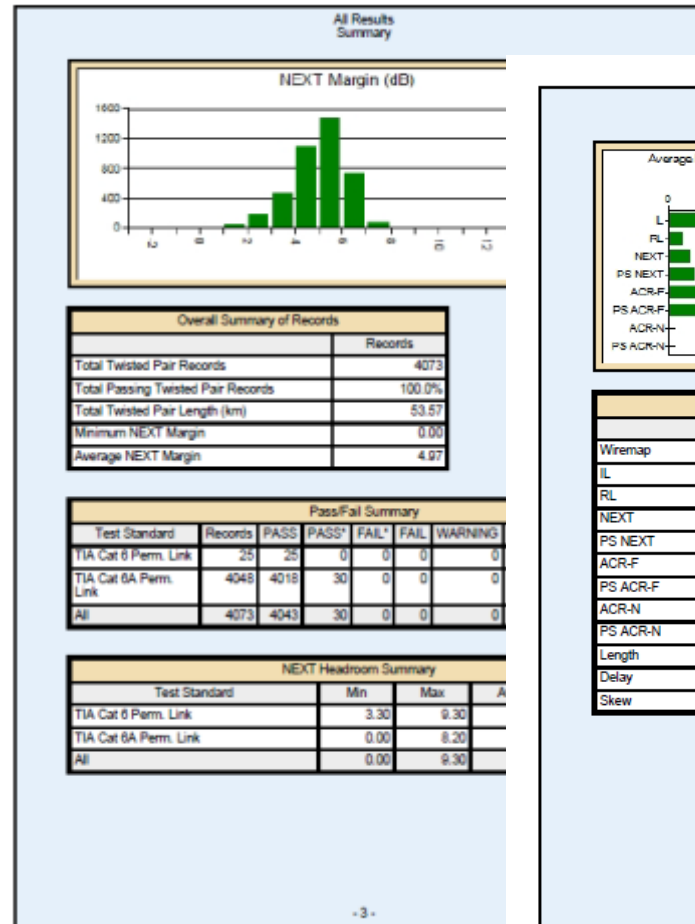 All Results
Summary
NEXT Margin (dB)
1600
1200
800
400
0
-2 0 2 4 6 8 10 12
Overall Summary of Records
Records
Total Twisted Pair Records 4073
Total Passing Twisted Pair Records 100.0%
Total Twisted Pair Length (km) 53.57
Minimum NEXT Margin 0.00
Average NEXT Margin 4.97
Pass/Fail Summary
Test Standard Records PASS PASS* FAIL* FAIL WARNING
TIA Cat 6 Perm. Link 25 25 0 0 0 0
TIA Cat 6A Perm. Link 4048 4018 30 0 0 0
All 4073 4043 30 0 0 0
NEXT Headroom Summary
Test Standard Min Max A
TIA Cat 6 Perm. Link 3.30 9.30
TIA Cat 6A Perm. Link 0.00 8.20
All 0.00 9.30
- 3 -
Average
0
IL
RL
NEXT
PS NEXT
ACR-F
PS ACR-F
ACR-N
PS ACR-N
Wiremap
IL
RL
NEXT
PS NEXT
ACR-F
PS ACR-F
ACR-N
PS ACR-N
Length
Delay
Skew